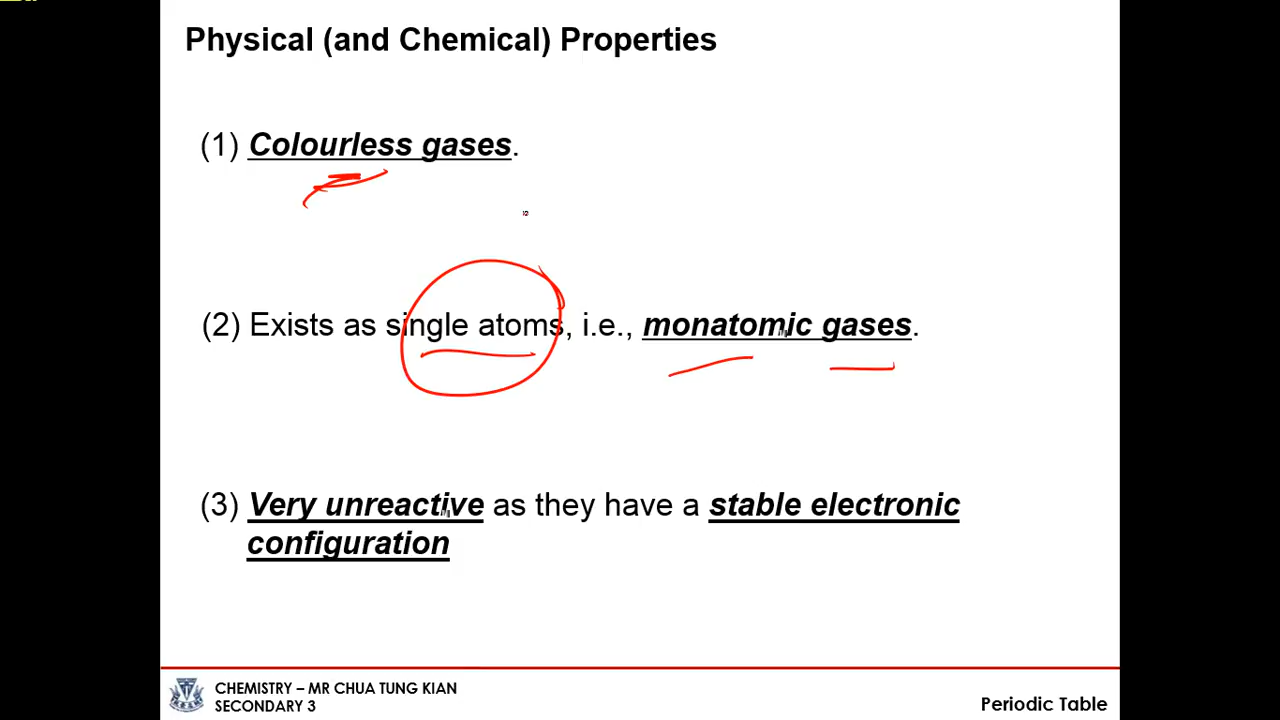 Physical (and Chemical) Properties
(1) Colourless gases.
(2) Exists as single atoms, i.e., monatomic gases.
(3) Very unreactive as they have a stable electronic
configuration
CHEMISTRY – MR CHUA TUNG KIAN
SECONDARY 3
Periodic Table